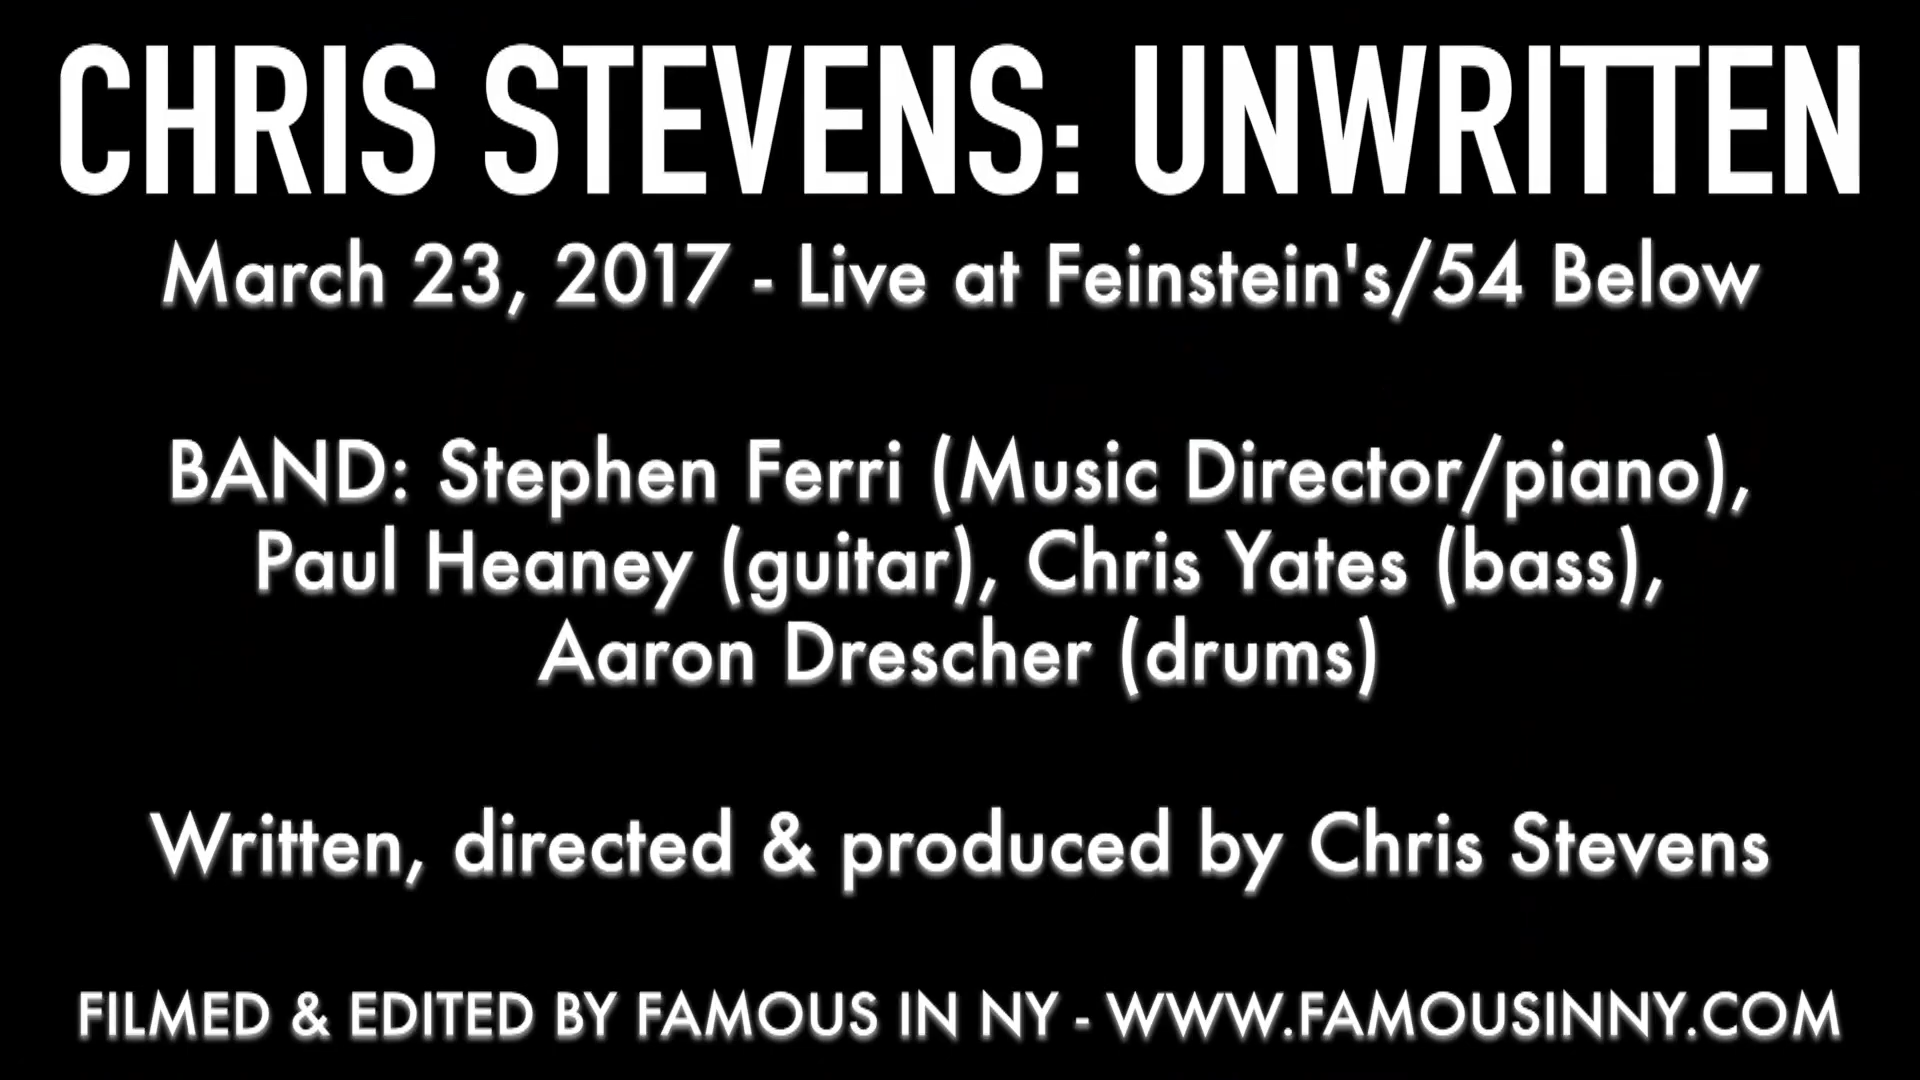 CHRIS STEVENS: UNWRITTEN
March 23, 2017 - Live at Feinstein's/54 Below
BAND: Stephen Ferri (Music Director/piano),
Paul Heaney (guitar), Chris Yates (bass),
Aaron Drescher (drums)
Written, directed & produced by Chris Stevens
FILMED & EDITED BY FAMOUS IN NY - WWW.FAMOUSINNY.COM